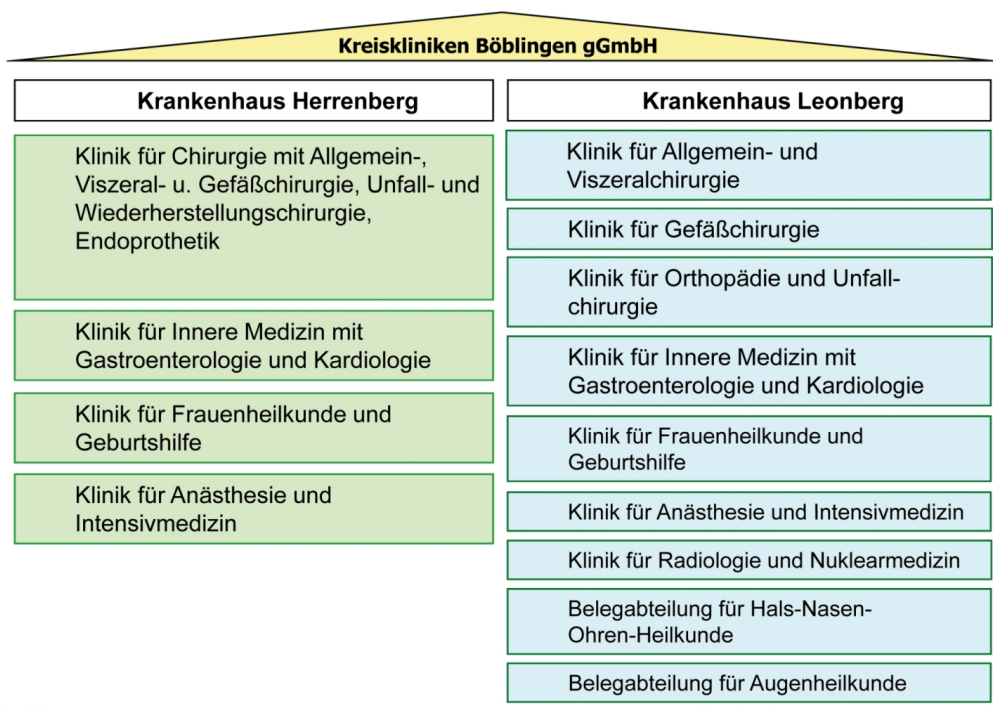 Kreiskliniken Böblingen gGmbH
Krankenhaus Herrenberg
Klinik für Chirurgie mit Allgemein-,
Viszeral- u. Gefäßchirurgie, Unfall- und
Wiederherstellungschirurgie,
Endoprothetik
Klinik für Innere Medizin mit
Gastroenterologie und Kardiologie
Klinik für Frauenheilkunde und
Geburtshilfe
Klinik für Anästhesie und
Intensivmedizin
Krankenhaus Leonberg
Klinik für Allgemein- und
Viszeralchirurgie
Klinik für Gefäßchirurgie
Klinik für Orthopädie und Unfall-
chirurgie
Klinik für Innere Medizin mit
Gastroenterologie und Kardiologie
Klinik für Frauenheilkunde und
Geburtshilfe
Klinik für Anästhesie und Intensivmedizin
Klinik für Radiologie und Nuklearmedizin
Belegabteilung für Hals-Nasen-
Ohren-Heilkunde
Belegabteilung für Augenheilkunde